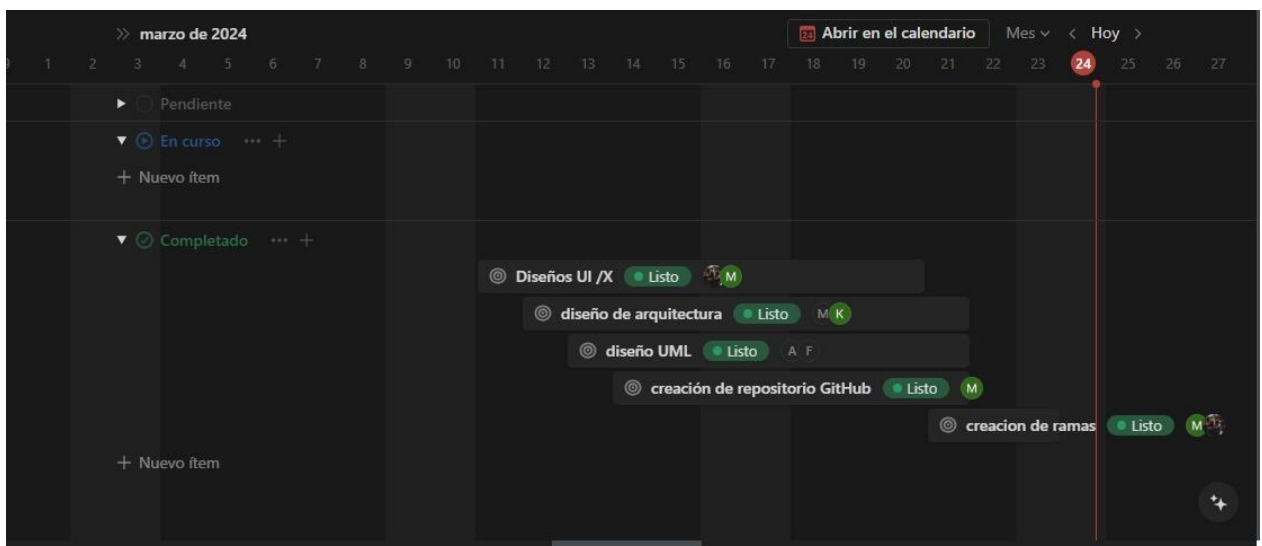 marzo de 2024
24 Abrir en el calendario Mes Hoy
1 2 3 4 5 6 7 8 9 10 11 12 13 14 15 16 17 18 19 20 21 22 23 24 25 26 27
Pendiente
En curso
Nuevo ítem
Completado
Diseños UI /X Listo M
diseño de arquitectura Listo M K
diseño UML Listo A F
creación de repositorio GitHub Listo M
creacion de ramas Listo M
Nuevo ítem